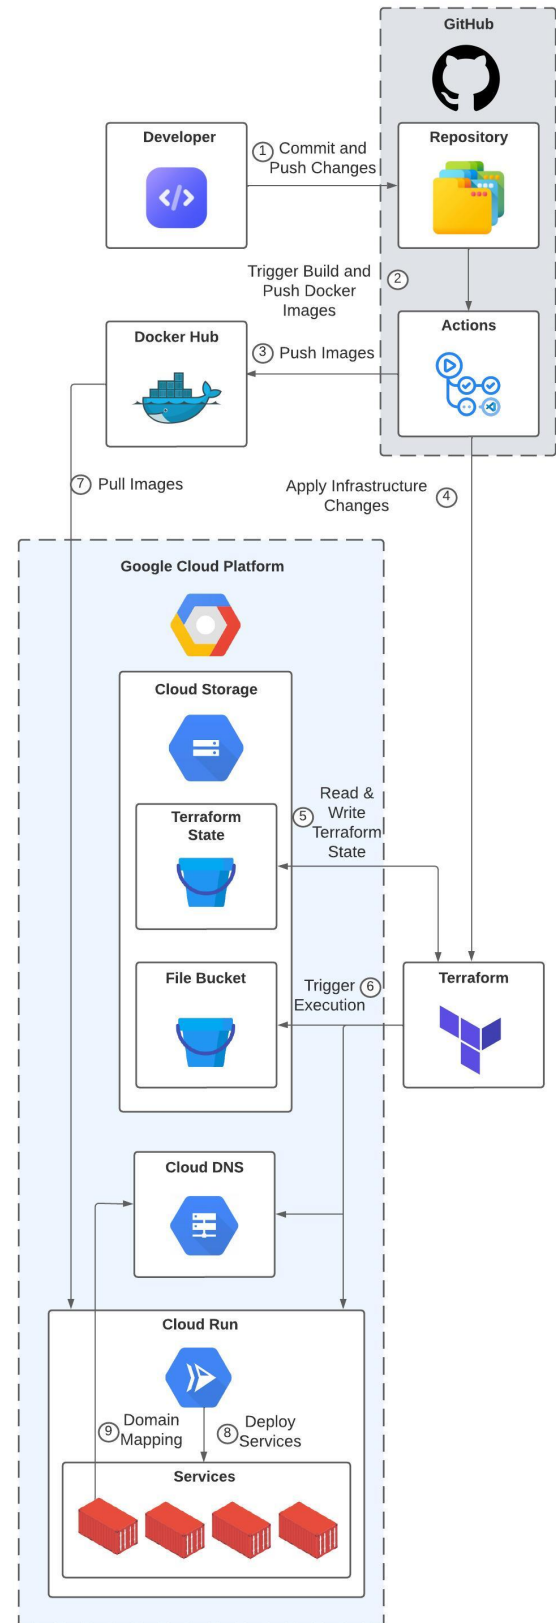 GitHub
Developer
1 Commit and
Push Changes
Repository
Trigger Build and
Push Docker
Images
2
Actions
Docker Hub
3 Push Images
7 Pull Images
Apply Infrastructure
Changes
4
Google Cloud Platform
Cloud Storage
Terraform
State
5
Read &
Write
Terraform
State
File Bucket
Trigger 6
Execution
Terraform
Cloud DNS
Cloud Run
9 Domain
Mapping
8 Deploy
Services
Services